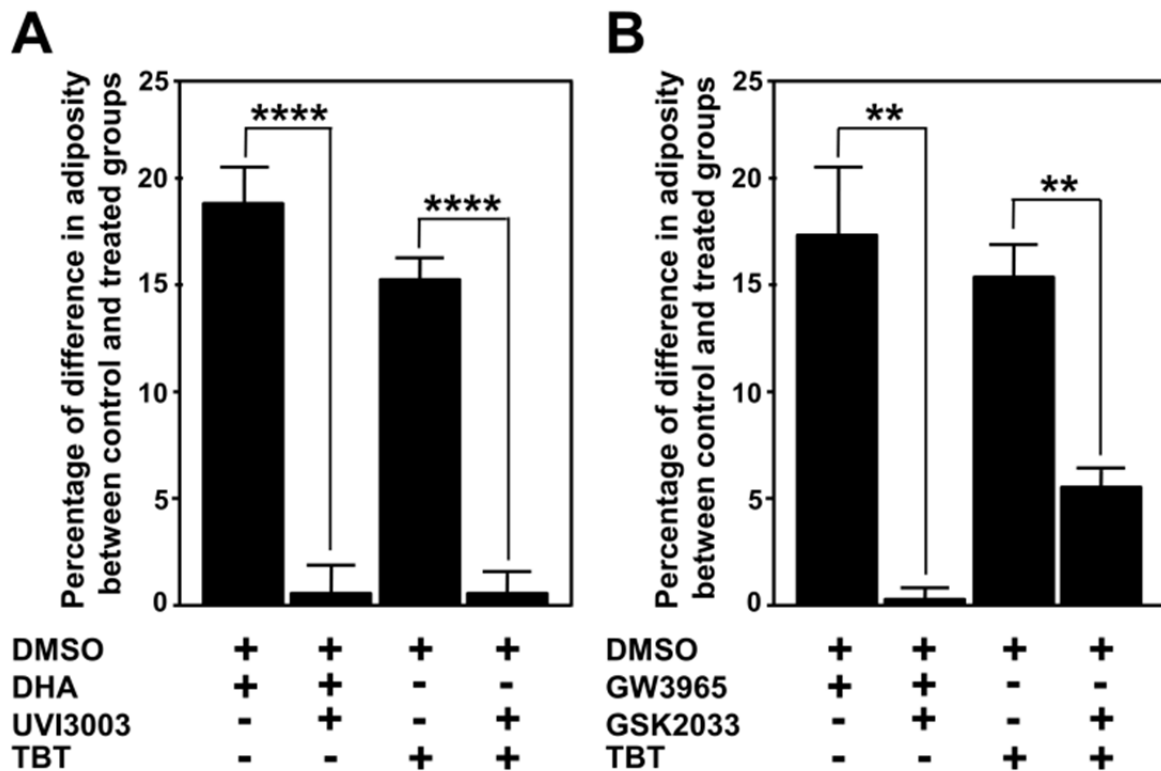 A
Percentage of difference in adiposity
between control and treated groups
25
20
15
10
5
0
****
****
DMSO + + + +
DHA + + - -
UVI3003 - + - +
TBT - - + +
B
Percentage of difference in adiposity
between control and treated groups
25
20
15
10
5
0
**
**
DMSO + + + +
GW3965 + + - -
GSK2033 - + - +
TBT - - + +